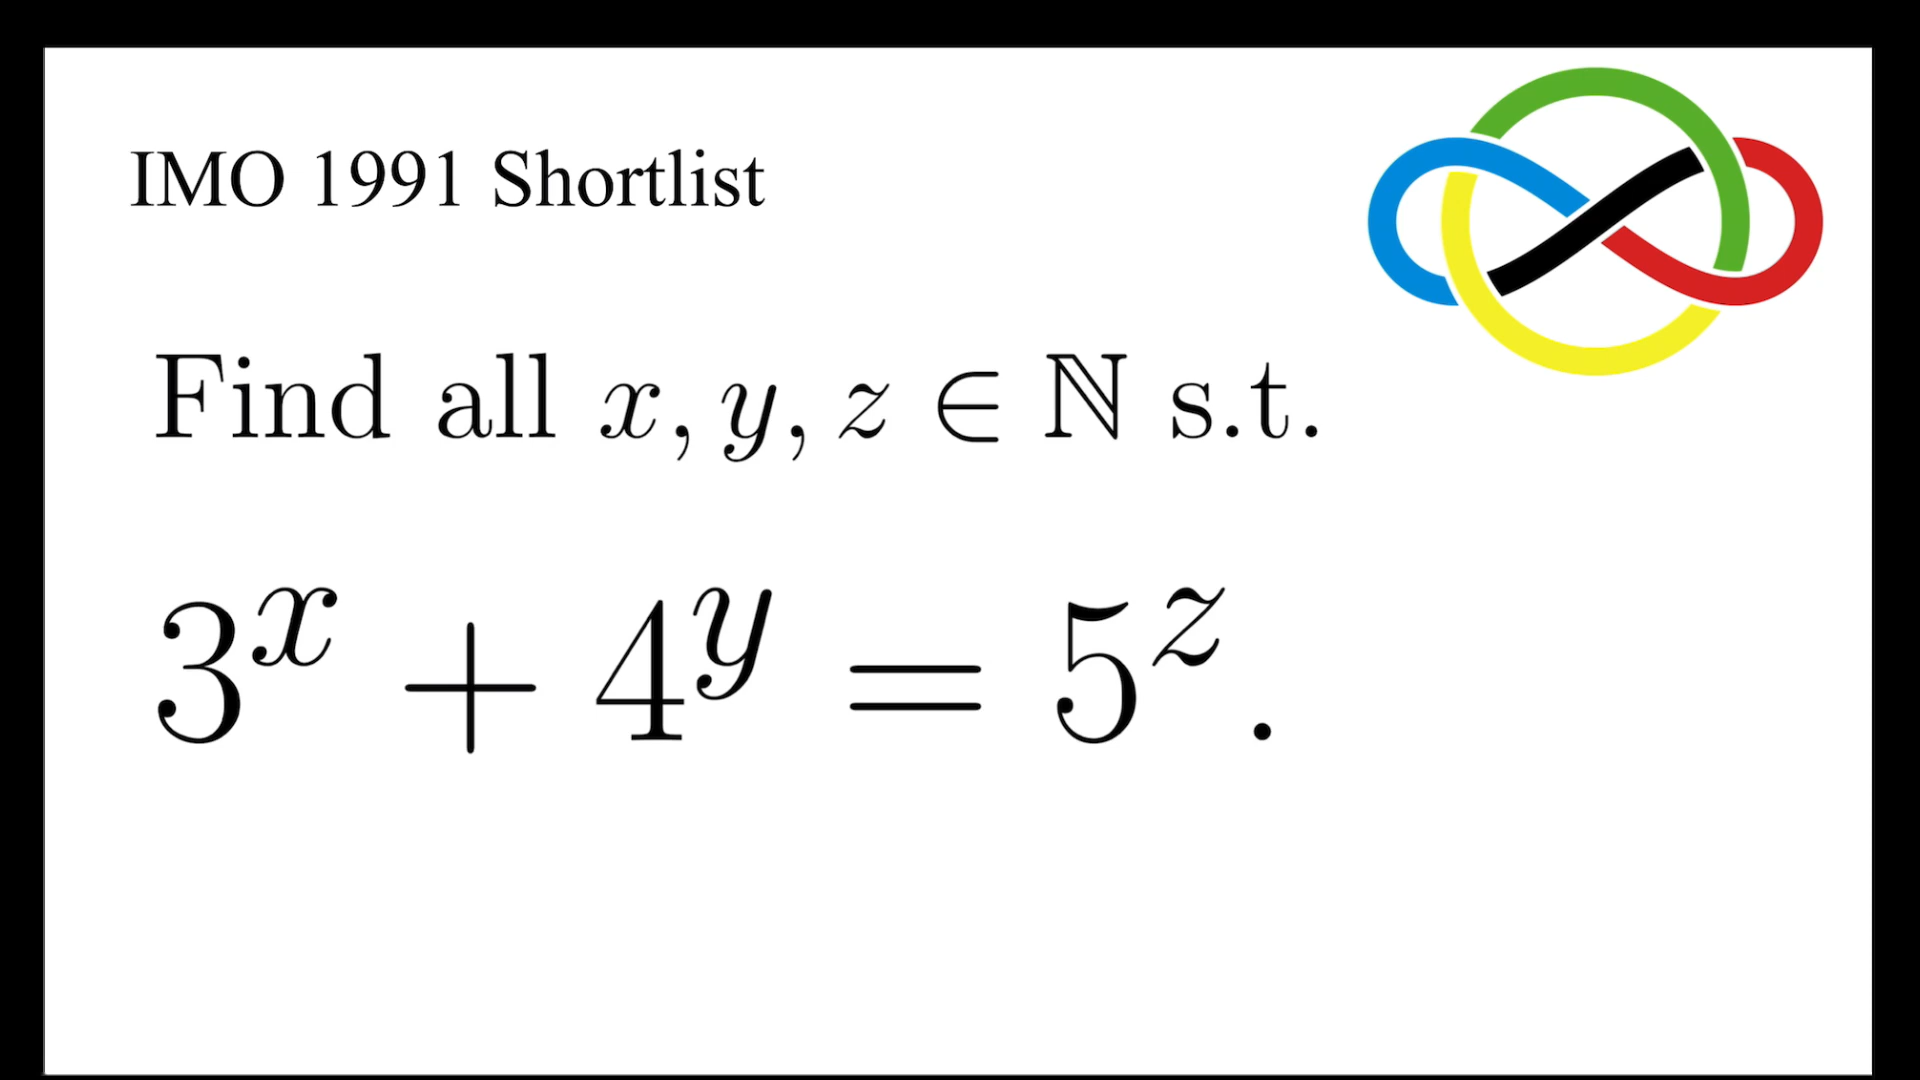 IMO 1991 Shortlist
Find all x, y, z ∈ ℕ s.t.
3^x + 4^y = 5^z.